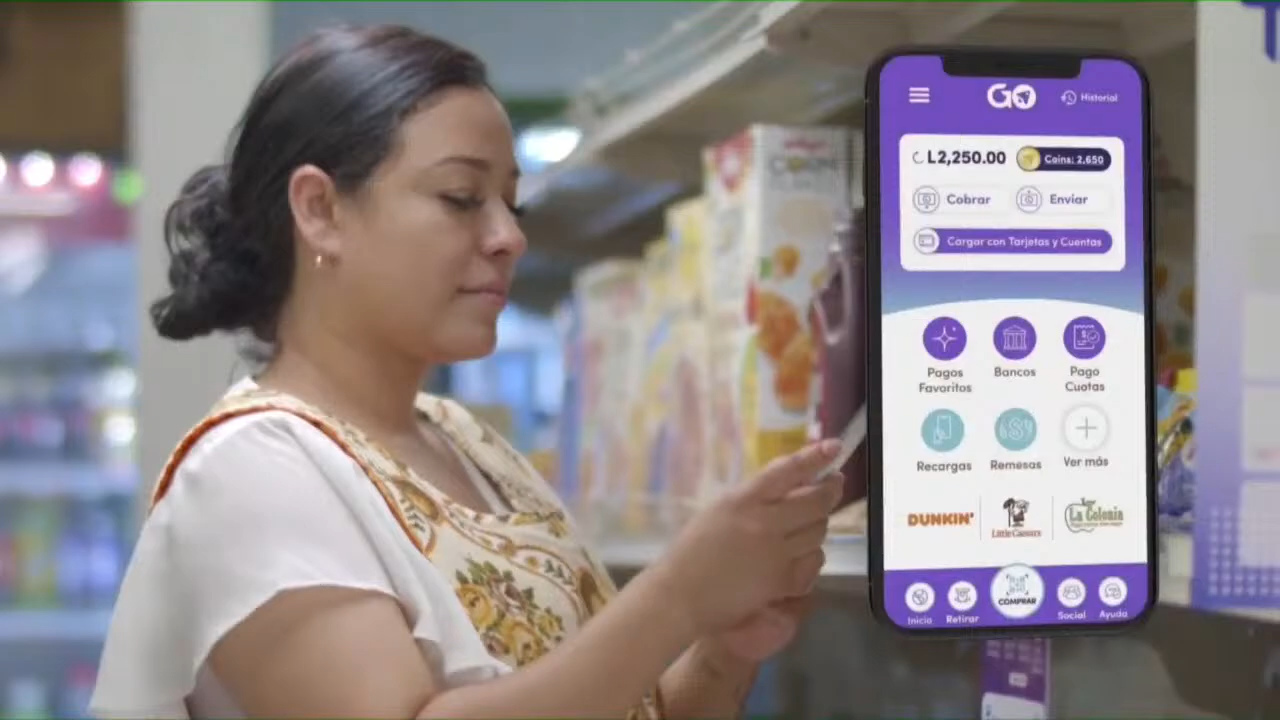 GO
Historial
L2,250.00
Coins: 2,650
Cobrar
Enviar
Cargar con Tarjetas y Cuentas
Pagos
Favoritos
Bancos
Pago
Cuotas
Recargas
Remesas
Ver más
DUNKIN'
Little Caesars
La Colonia
Inicio
Retirar
COMPRAR
Social
Ayuda